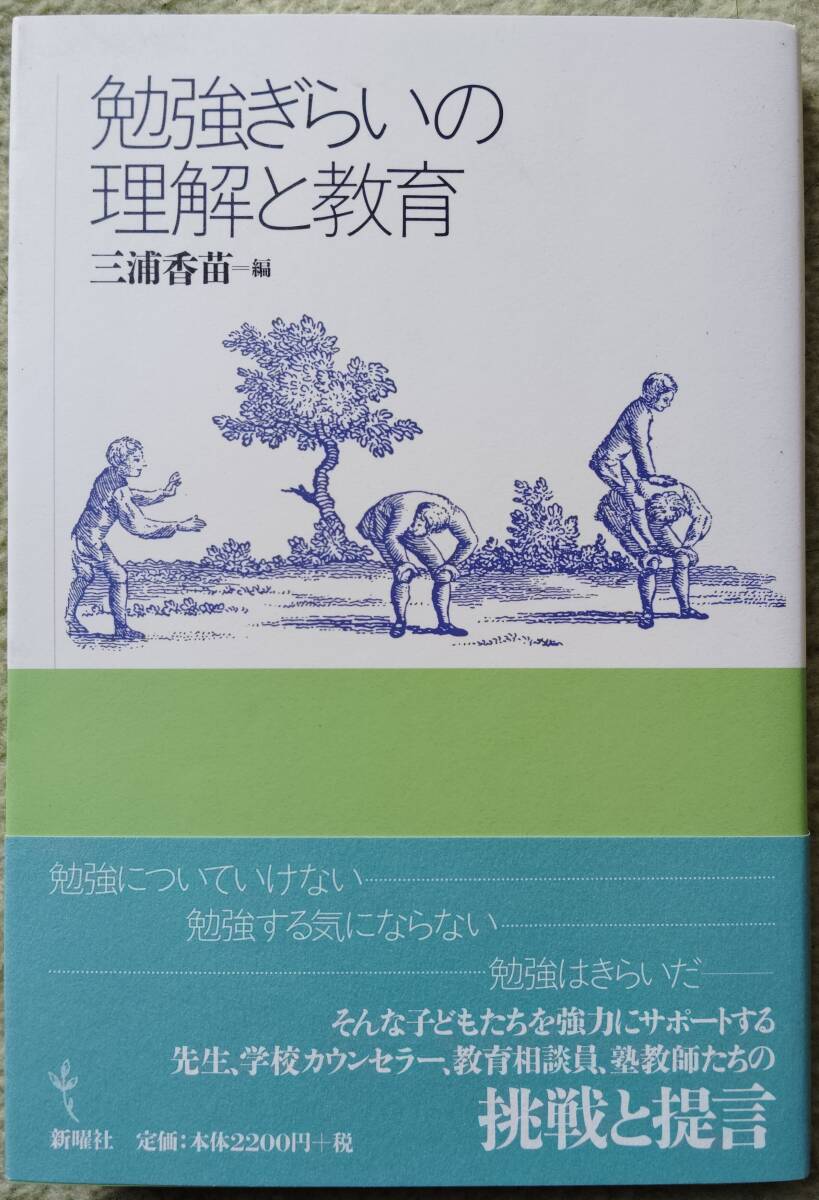 勉強ぎらいの
理解と教育
三浦香苗=編
勉強についていけない
勉強する気にならない
勉強はきらいだ──
そんな子どもたちを強力にサポートする
先生、学校カウンセラー、教育相談員、塾教師たちの
挑戦と提言
新曜社 定価:本体2200円+税